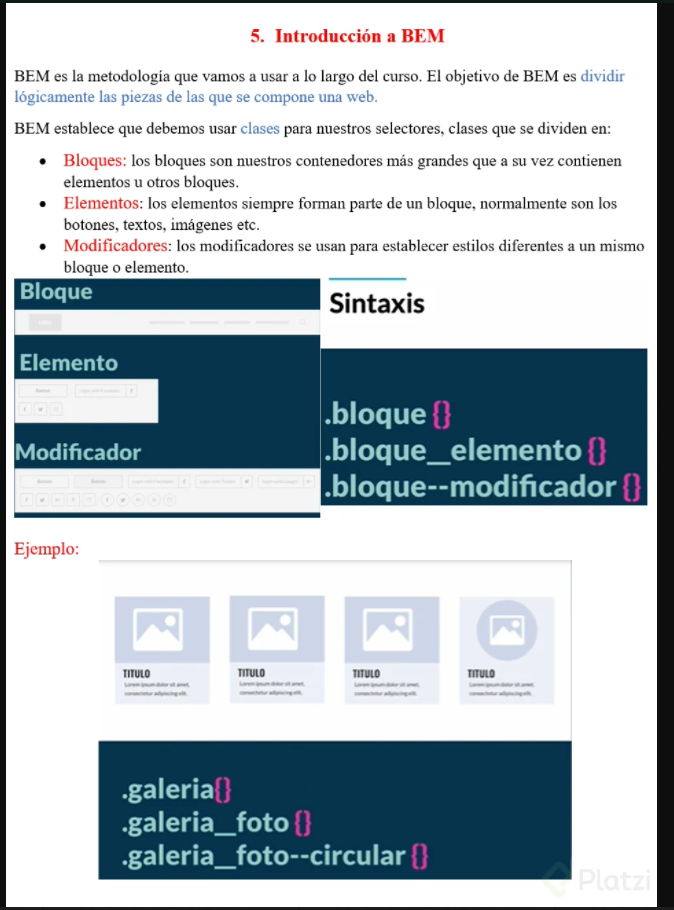 5. Introducción a BEM
BEM es la metodología que vamos a usar a lo largo del curso. El objetivo de BEM es dividir
lógicamente las piezas de las que se compone una web.
BEM establece que debemos usar clases para nuestros selectores, clases que se dividen en:
• Bloques: los bloques son nuestros contenedores más grandes que a su vez contienen
elementos u otros bloques.
• Elementos: los elementos siempre forman parte de un bloque, normalmente son los
botones, textos, imágenes etc.
• Modificadores: los modificadores se usan para establecer estilos diferentes a un mismo
bloque o elemento.
Bloque
Elemento
Modificador
Sintaxis
.bloque {}
.bloque__elemento {}
.bloque--modificador {}
Ejemplo:
TITULO
Lorem ipsum dolor sit amet,
consectetur adipiscing elit.
TITULO
Lorem ipsum dolor sit amet,
consectetur adipiscing elit.
TITULO
Lorem ipsum dolor sit amet,
consectetur adipiscing elit.
TITULO
Lorem ipsum dolor sit amet,
consectetur adipiscing elit.
.galeria{}
.galeria__foto {}
.galeria__foto--circular {}
Platzi